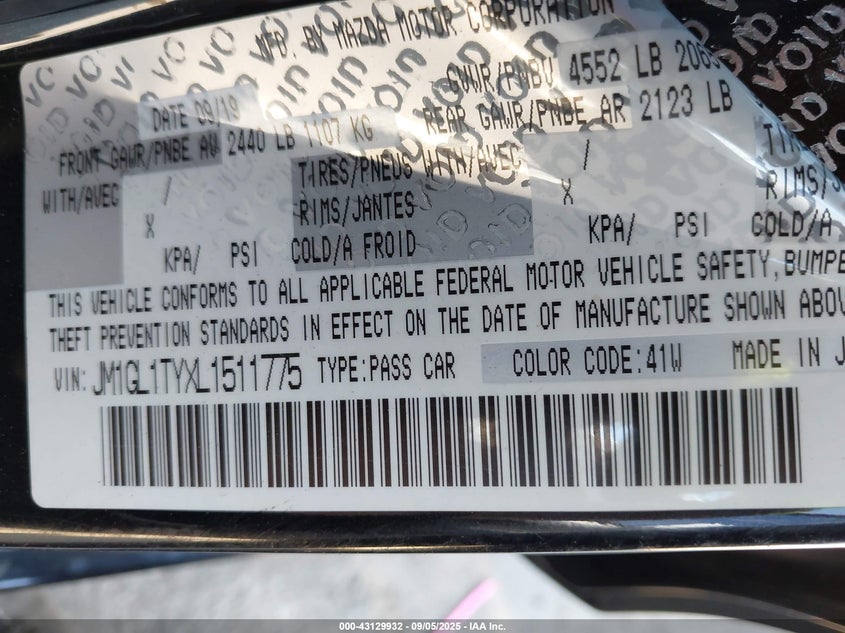 MFD. BY MAZDA MOTOR CORPORATION
DATE 09/19
GVWR/PNBV 4552 LB
FRONT GAWR/PNBE AV 2440 LB 1107 KG
REAR GAWR/PNBE AR 2123 LB
WITH/AVEC / TIRES/PNEUS WITH/AVEC /
X RIMS/JANTES X RIMS/
KPA/ PSI COLD/A FROID KPA/ PSI COLD/A
THIS VEHICLE CONFORMS TO ALL APPLICABLE FEDERAL MOTOR VEHICLE SAFETY, BUMPE
THEFT PREVENTION STANDARDS IN EFFECT ON THE DATE OF MANUFACTURE SHOWN ABOV
VIN: JM1GL1TYXL1511775 TYPE:PASS CAR COLOR CODE:41W MADE IN J
000-43129932 - 09/05/2025 - IAA Inc.